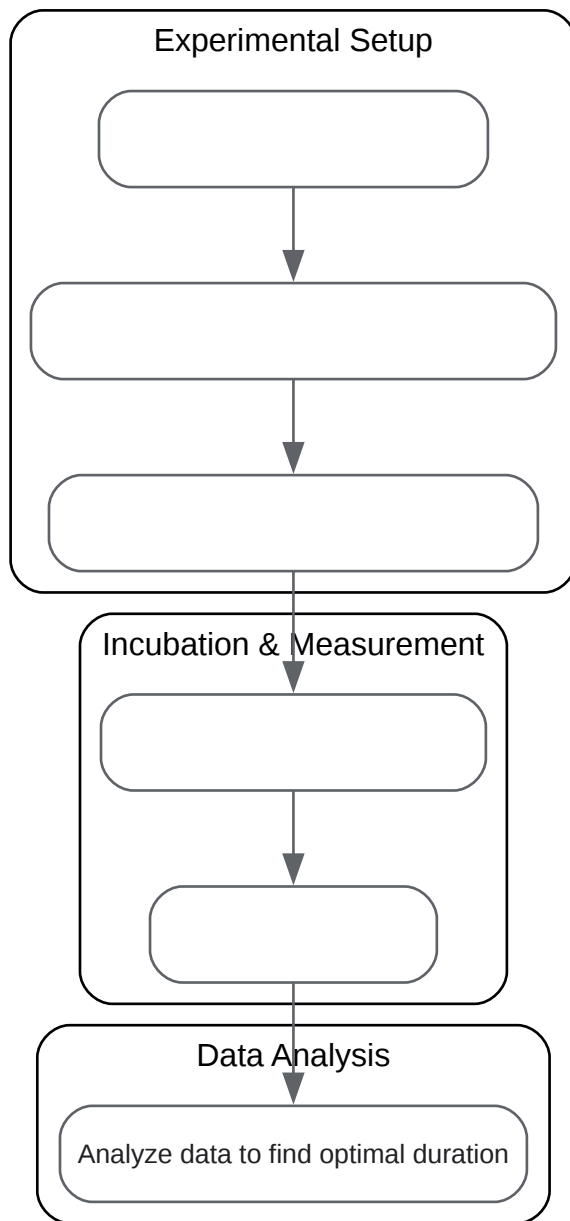 Experimental Setup
Incubation & Measurement
Data Analysis
Analyze data to find optimal duration